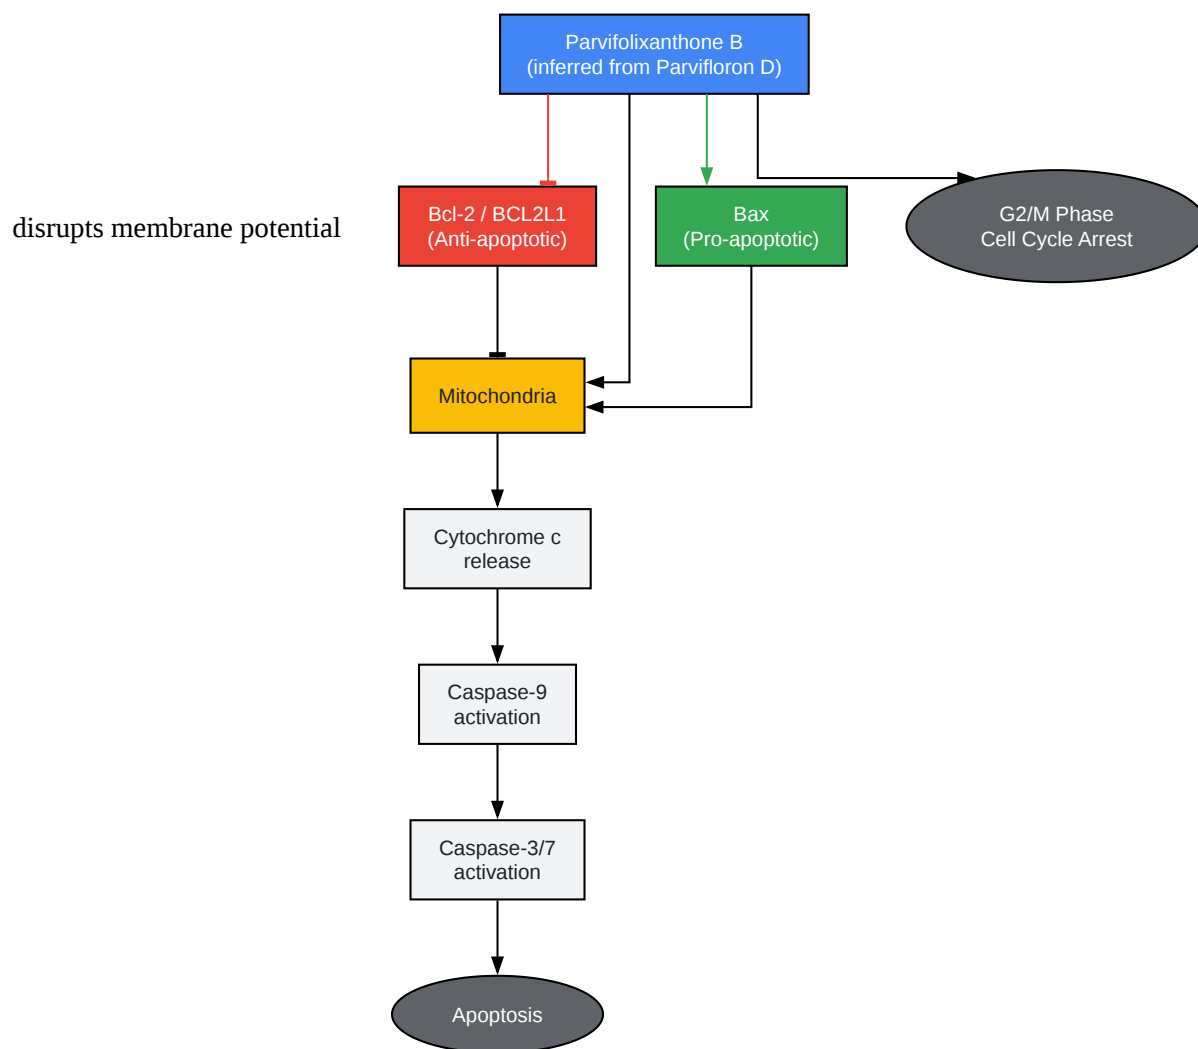 Parvifolixanthone B
(inferred from Parvifloron D)
disrupts membrane potential
Bcl-2 / BCL2L1
(Anti-apoptotic)
Bax
(Pro-apoptotic)
G2/M Phase
Cell Cycle Arrest
Mitochondria
Cytochrome c
release
Caspase-9
activation
Caspase-3/7
activation
Apoptosis